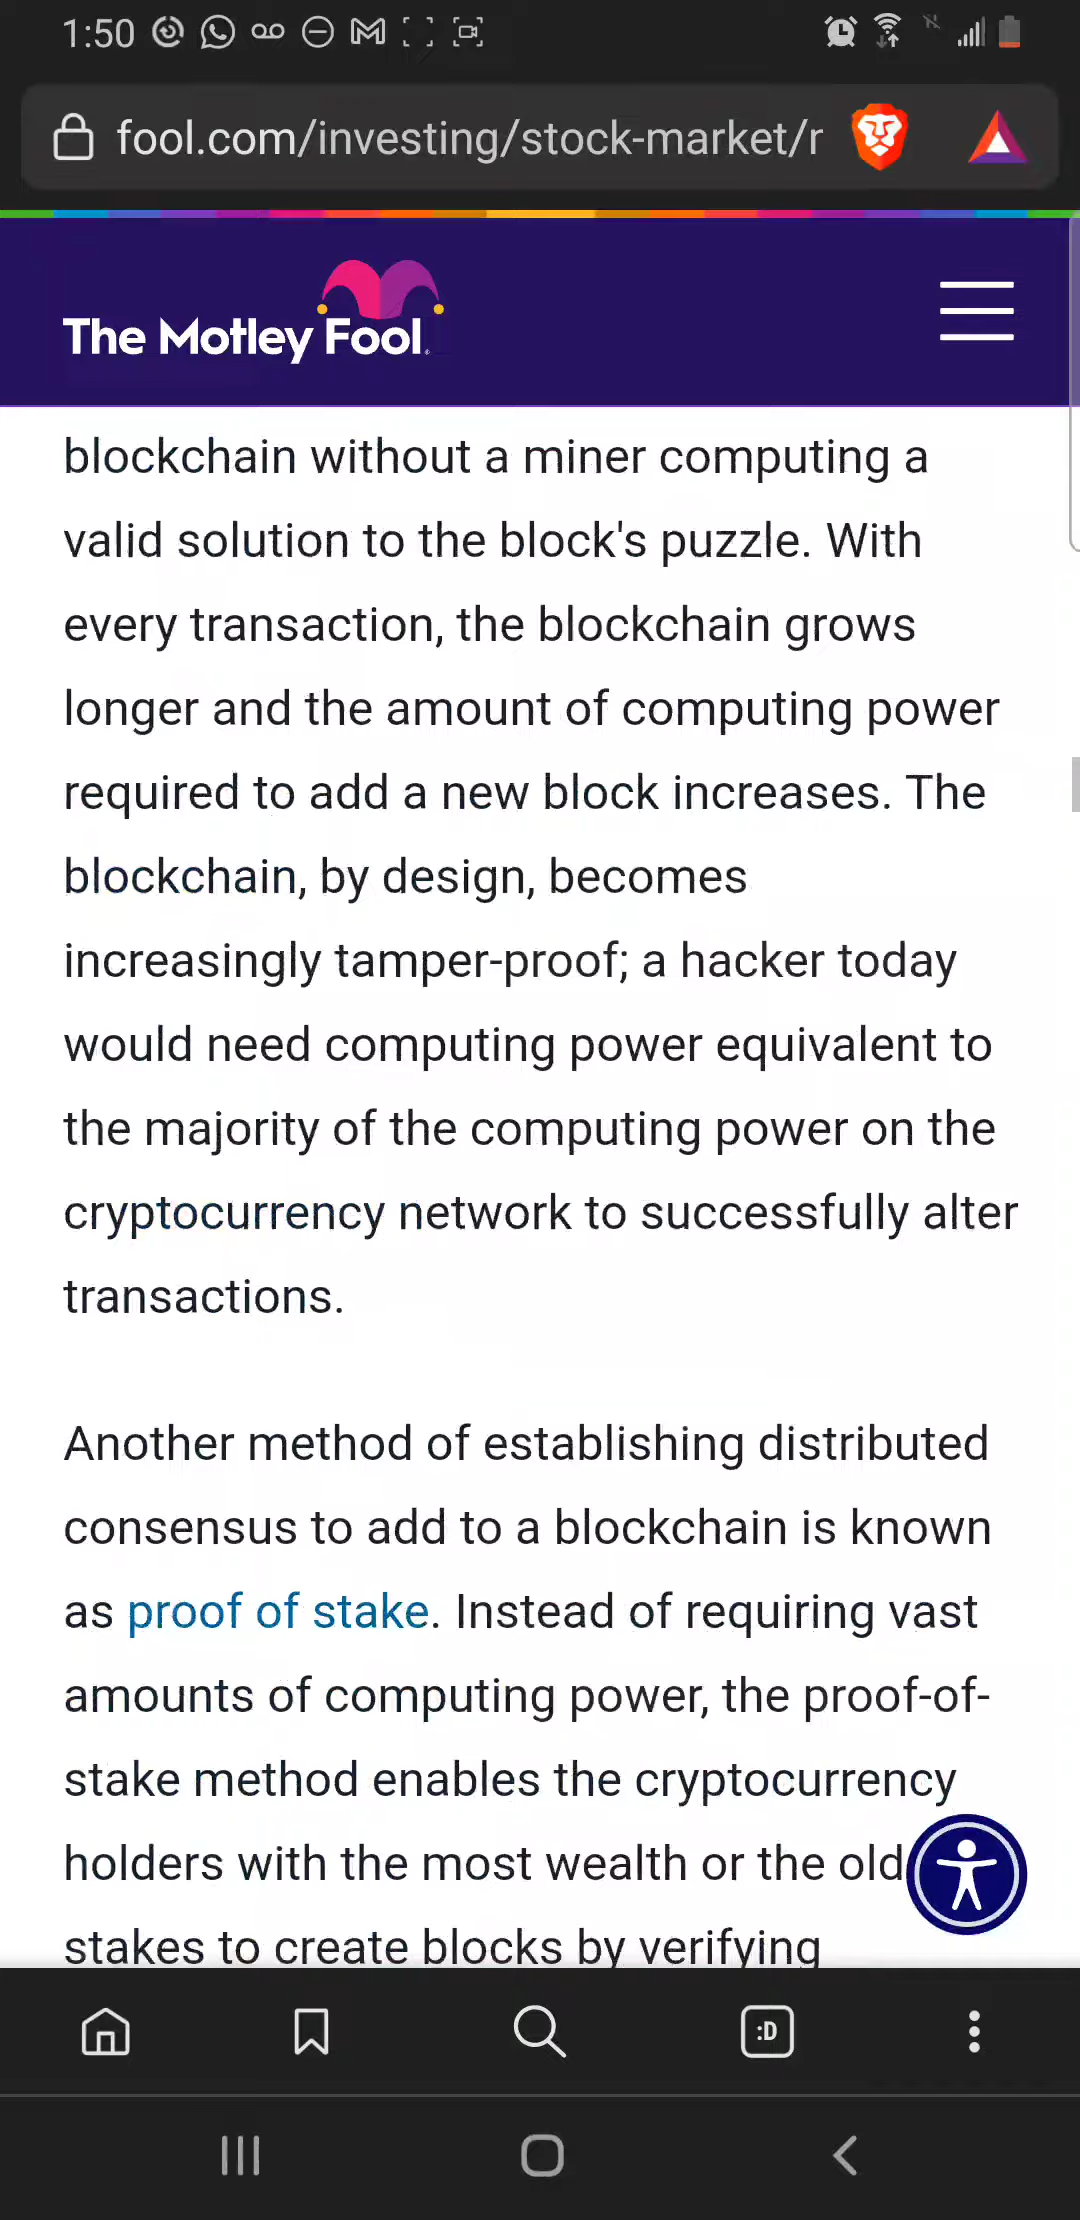 1:50
fool.com/investing/stock-market/r
The Motley Fool.
blockchain without a miner computing a
valid solution to the block's puzzle. With
every transaction, the blockchain grows
longer and the amount of computing power
required to add a new block increases. The
blockchain, by design, becomes
increasingly tamper-proof; a hacker today
would need computing power equivalent to
the majority of the computing power on the
cryptocurrency network to successfully alter
transactions.
Another method of establishing distributed
consensus to add to a blockchain is known
as proof of stake. Instead of requiring vast
amounts of computing power, the proof-of-
stake method enables the cryptocurrency
holders with the most wealth or the old
stakes to create blocks by verifying
:D